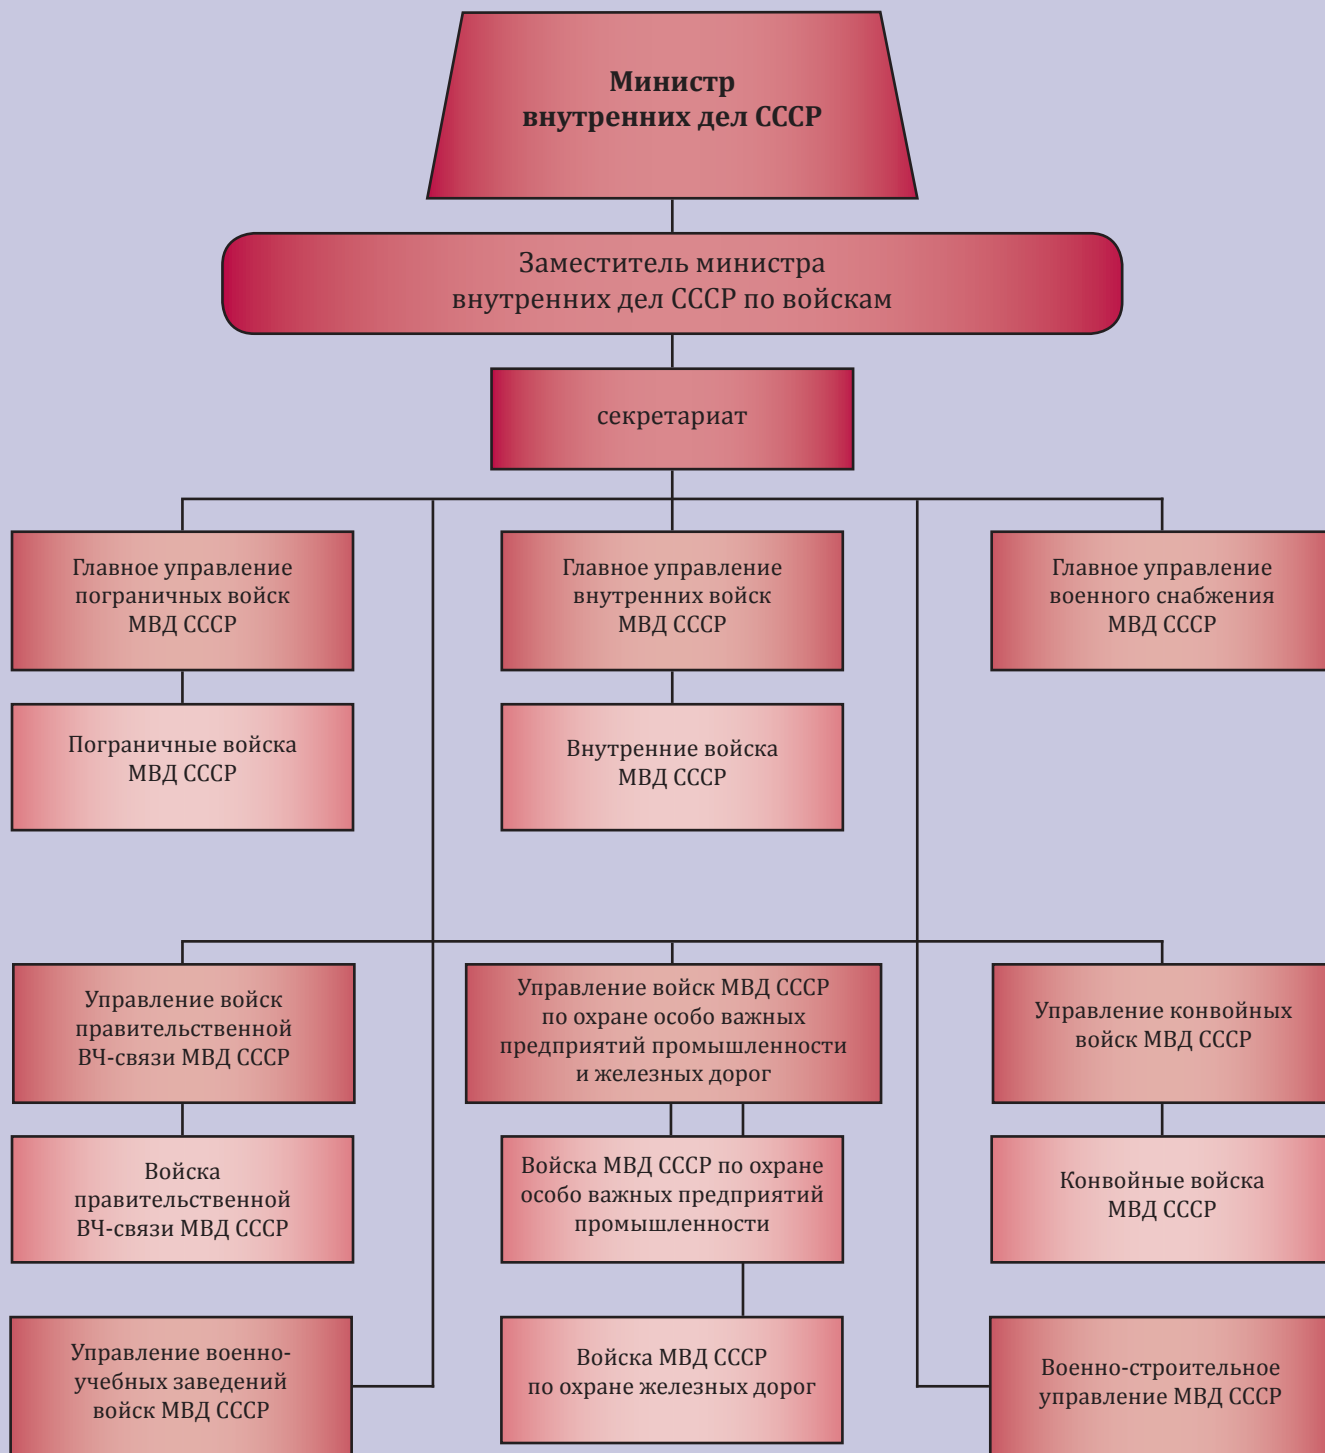 Министр
внутренних дел СССР
Заместитель министра
внутренних дел СССР по войскам
секретариат
Главное управление
пограничных войск
МВД СССР
Главное управление
внутренних войск
МВД СССР
Главное управление
военного снабжения
МВД СССР
Пограничные войска
МВД СССР
Внутренние войска
МВД СССР
Управление войск
правительственной
ВЧ-связи МВД СССР
Управление войск МВД СССР
по охране особо важных
предприятий промышленности
и железных дорог
Управление конвойных
войск МВД СССР
Войска
правительственной
ВЧ-связи МВД СССР
Войска МВД СССР по охране
особо важных предприятий
промышленности
Конвойные войска
МВД СССР
Управление военно-
учебных заведений
войск МВД СССР
Войска МВД СССР
по охране железных дорог
Военно-строительное
управление МВД СССР